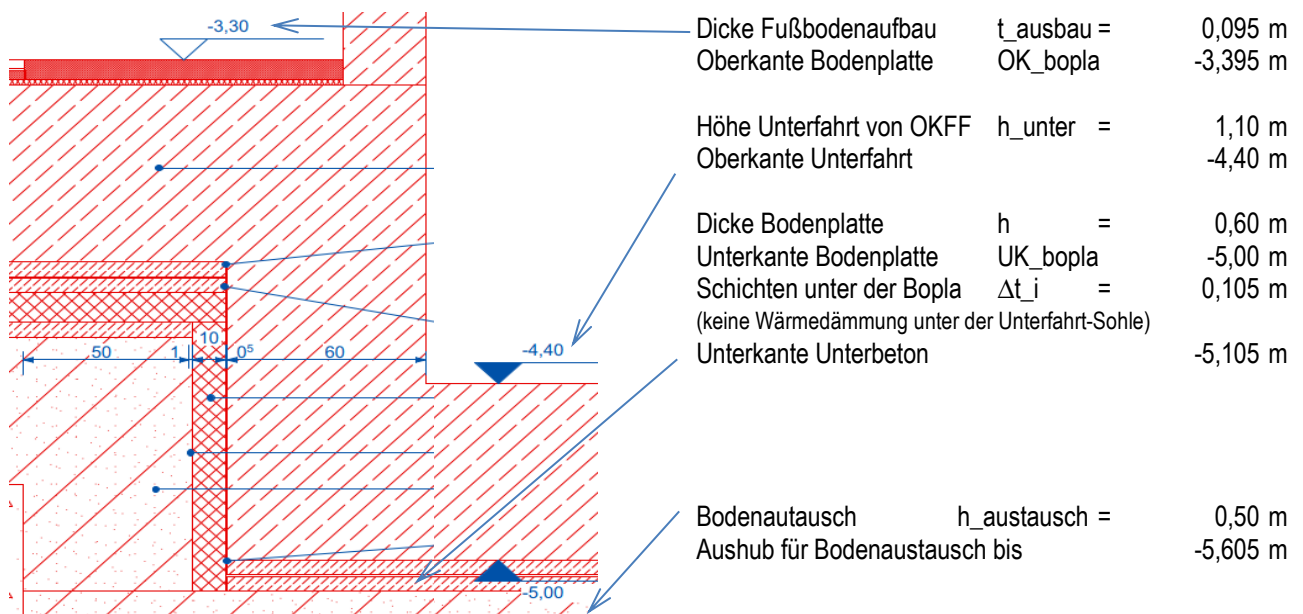 -3,30
Dicke Fußbodenaufbau t_ausbau = 0,095 m
Oberkante Bodenplatte OK_bopla -3,395 m
Höhe Unterfahrt von OKFF h_unter = 1,10 m
Oberkante Unterfahrt -4,40 m
Dicke Bodenplatte h = 0,60 m
Unterkante Bodenplatte UK_bopla -5,00 m
Schichten unter der Bopla Δt_i = 0,105 m
(keine Wärmedämmung unter der Unterfahrt-Sohle)
Unterkante Unterbeton -5,105 m
50 1 10 0⁵ 60
-4,40
Bodenautausch h_austausch = 0,50 m
Aushub für Bodenaustausch bis -5,605 m
-5,00